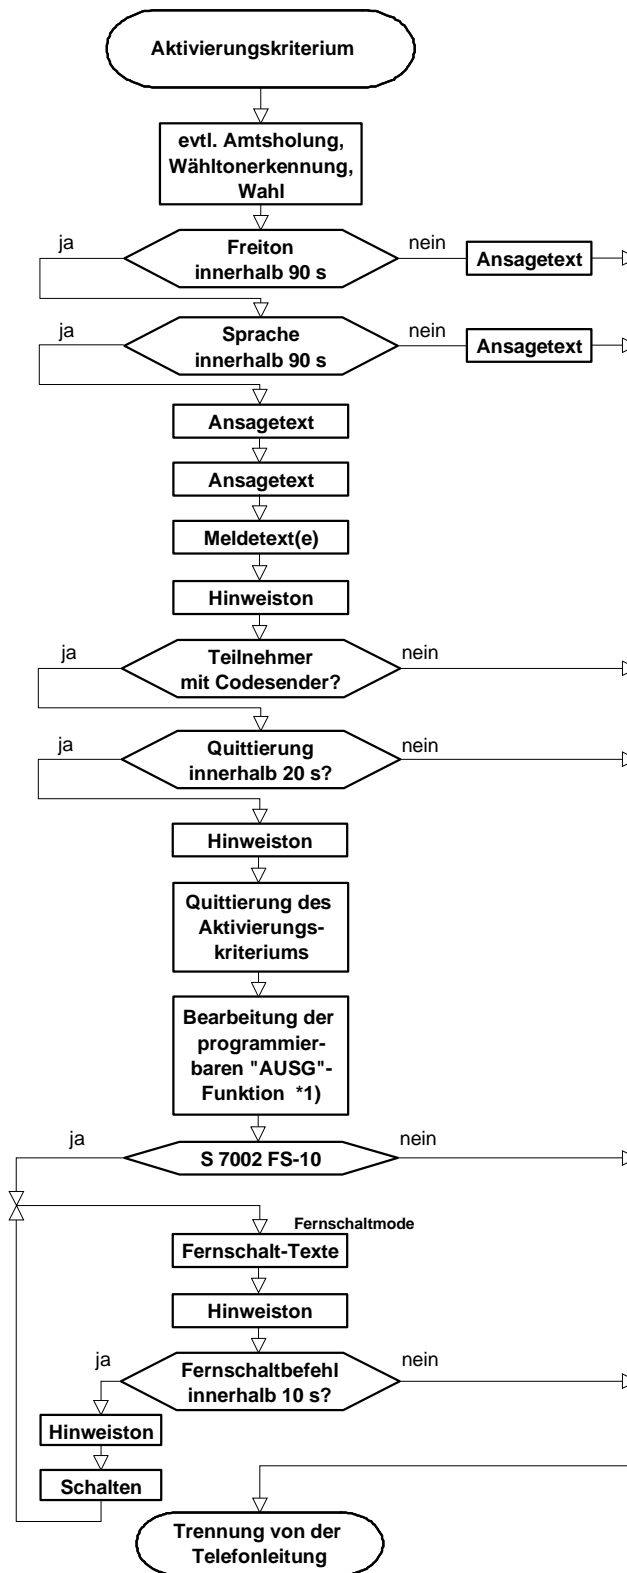 Aktivierungskriterium
evtl. Amtsholung,
Wähltonerkennung,
Wahl
ja
Freiton
innerhalb 90 s
nein
Ansagetext
ja
Sprache
innerhalb 90 s
nein
Ansagetext
Ansagetext
Ansagetext
Meldetext(e)
Hinweiston
ja
Teilnehmer
mit Codesender?
nein
ja
Quittierung
innerhalb 20 s?
nein
Hinweiston
Quittierung des
Aktivierungs-
kriteriums
Bearbeitung der
programmier-
baren "AUSG"-
Funktion *1)
ja
S 7002 FS-10
nein
Fernschaltmode
Fernschalt-Texte
Hinweiston
ja
Fernschaltbefehl
innerhalb 10 s?
nein
Hinweiston
Schalten
Trennung von der
Telefonleitung